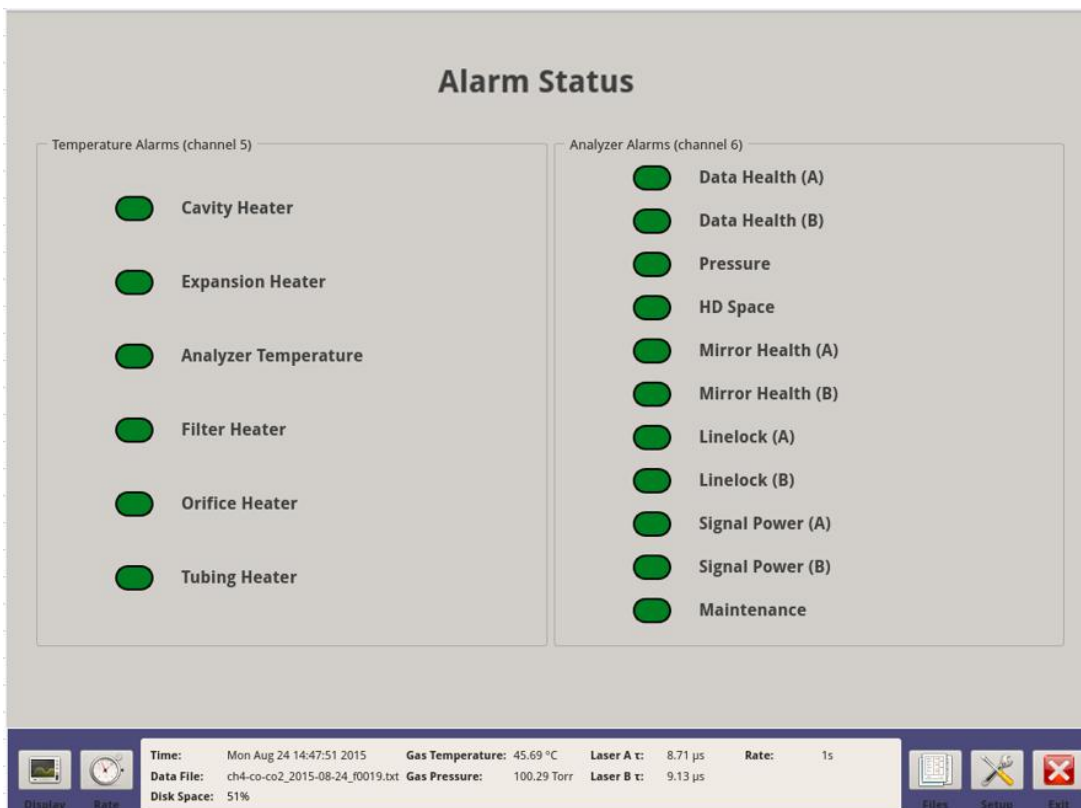 Alarm Status
Temperature Alarms (channel 5)
Cavity Heater
Expansion Heater
Analyzer Temperature
Filter Heater
Orifice Heater
Tubing Heater
Analyzer Alarms (channel 6)
Data Health (A)
Data Health (B)
Pressure
HD Space
Mirror Health (A)
Mirror Health (B)
Linelock (A)
Linelock (B)
Signal Power (A)
Signal Power (B)
Maintenance
Display Rate
Time: Mon Aug 24 14:47:51 2015 Gas Temperature: 45.69 °C Laser A τ: 8.71 µs Rate: 1s
Data File: ch4-co-co2_2015-08-24_f0019.txt Gas Pressure: 100.29 Torr Laser B τ: 9.13 µs
Disk Space: 51%
Files Setup Exit